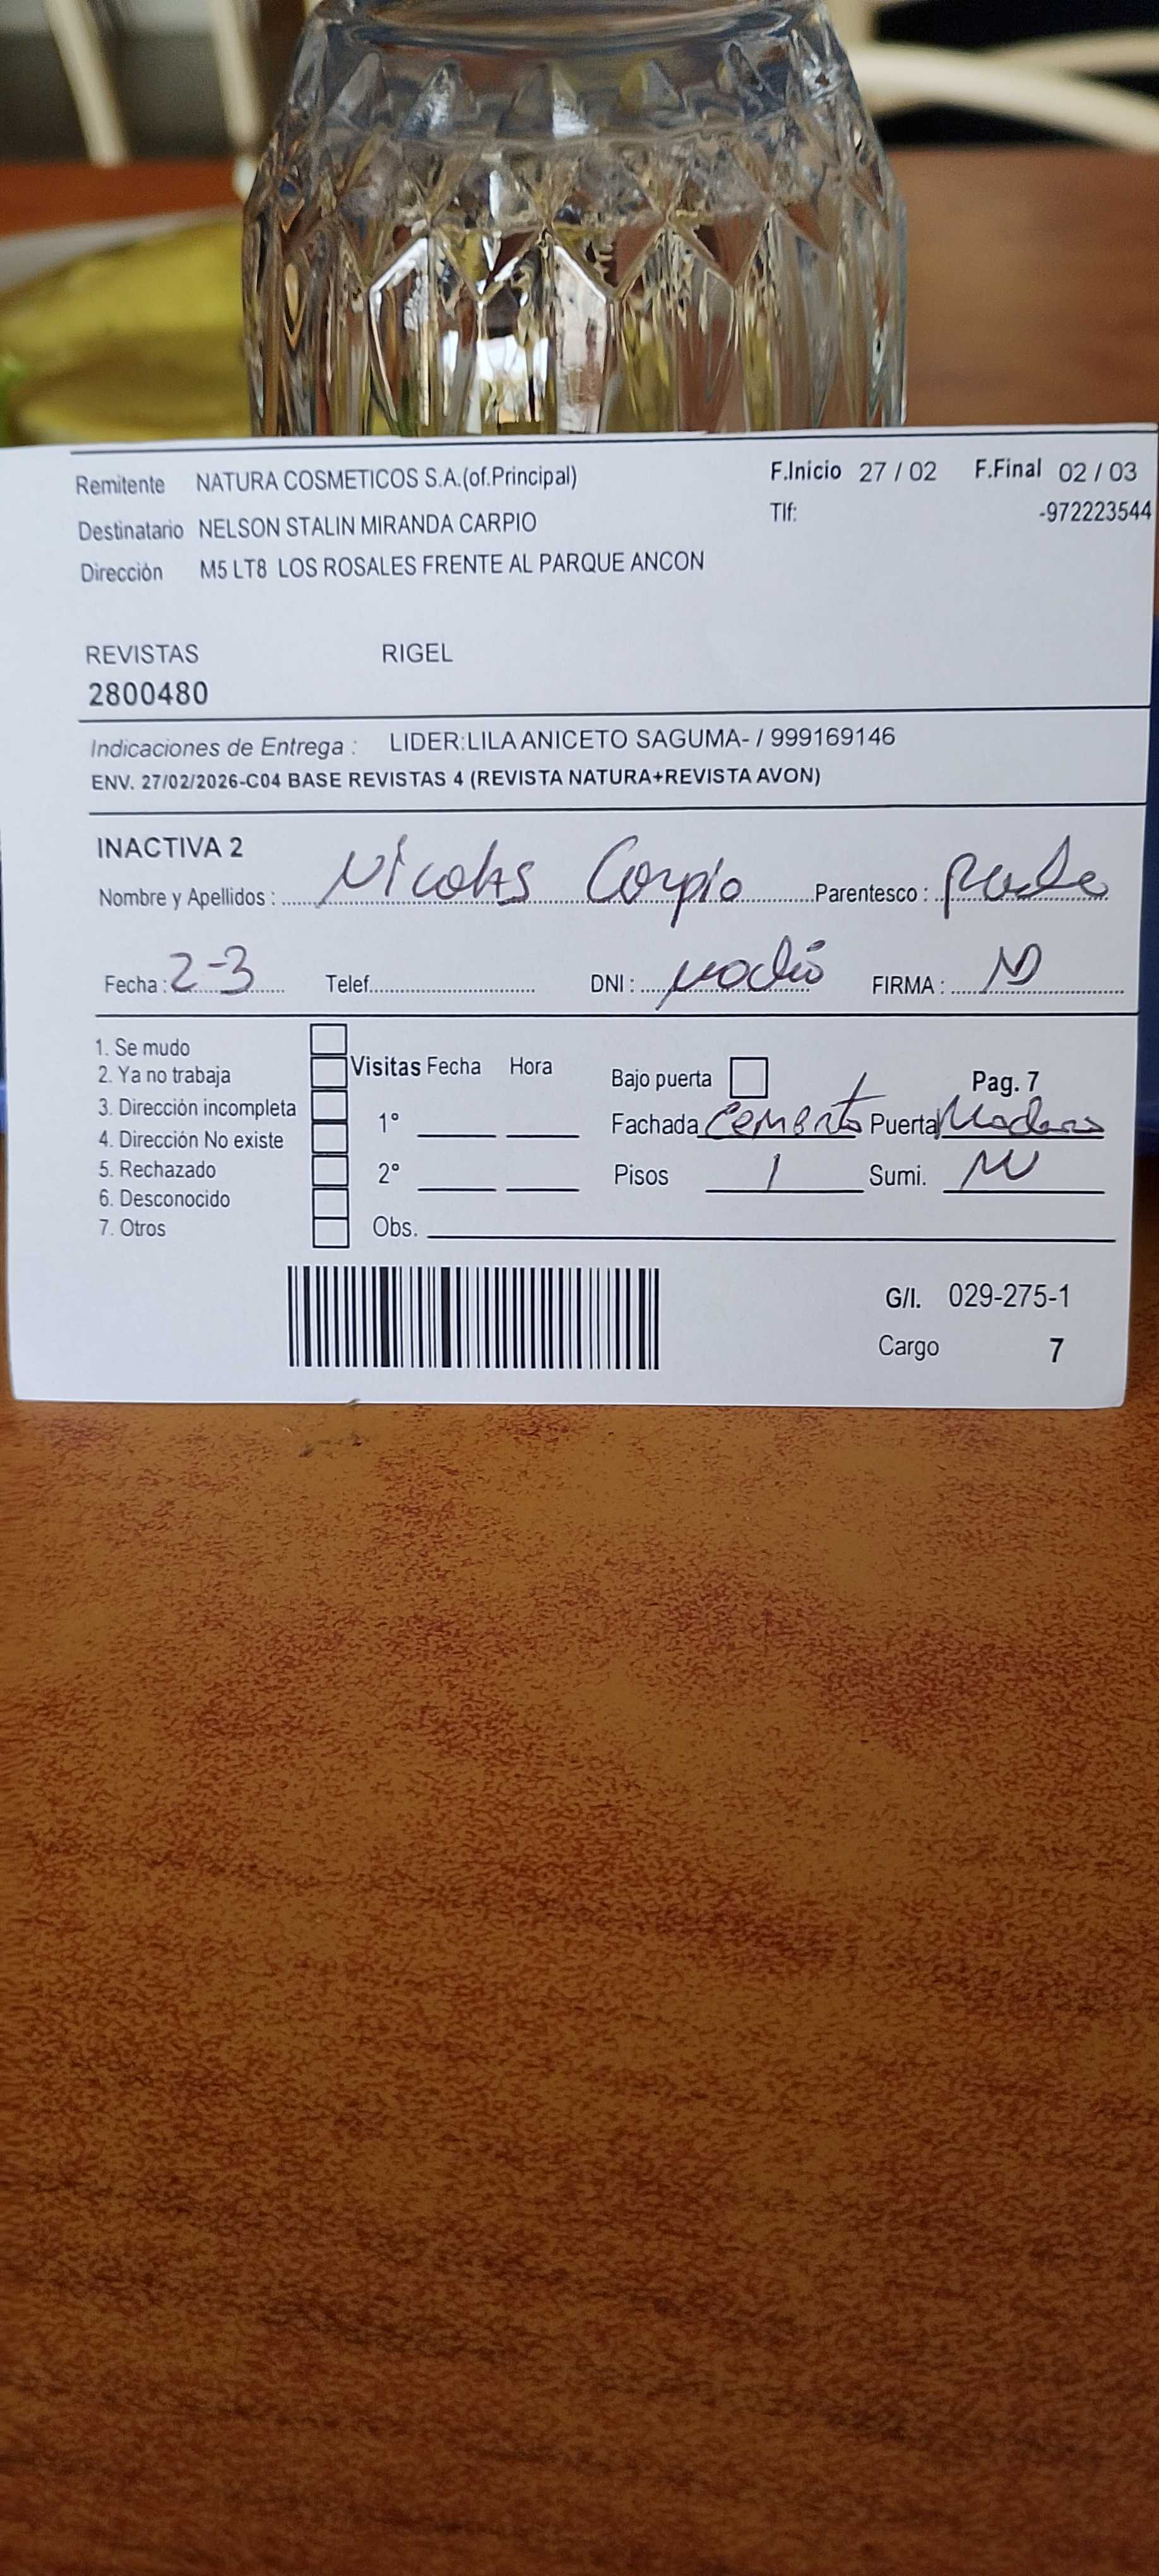 Remitente NATURA COSMETICOS S.A.(of.Principal) F.Inicio 27 / 02 F.Final 02 / 03
Destinatario NELSON STALIN MIRANDA CARPIO Tlf: -972223544
Dirección M5 LT8 LOS ROSALES FRENTE AL PARQUE ANCON
REVISTAS RIGEL
2800480
Indicaciones de Entrega : LIDER:LILA ANICETO SAGUMA- / 999169146
ENV. 27/02/2026-C04 BASE REVISTAS 4 (REVISTA NATURA+REVISTA AVON)
INACTIVA 2
Nombre y Apellidos : Nicolas Carpio Parentesco :
Fecha : 2-3 Telef. DNI : no dió FIRMA :
1. Se mudo
2. Ya no trabaja Visitas Fecha Hora Bajo puerta Pag. 7
3. Dirección incompleta 1° Fachada cemento Puerta Madera
4. Dirección No existe
5. Rechazado 2° Pisos 1 Sumi.
6. Desconocido
7. Otros Obs.
G/I. 029-275-1
Cargo 7